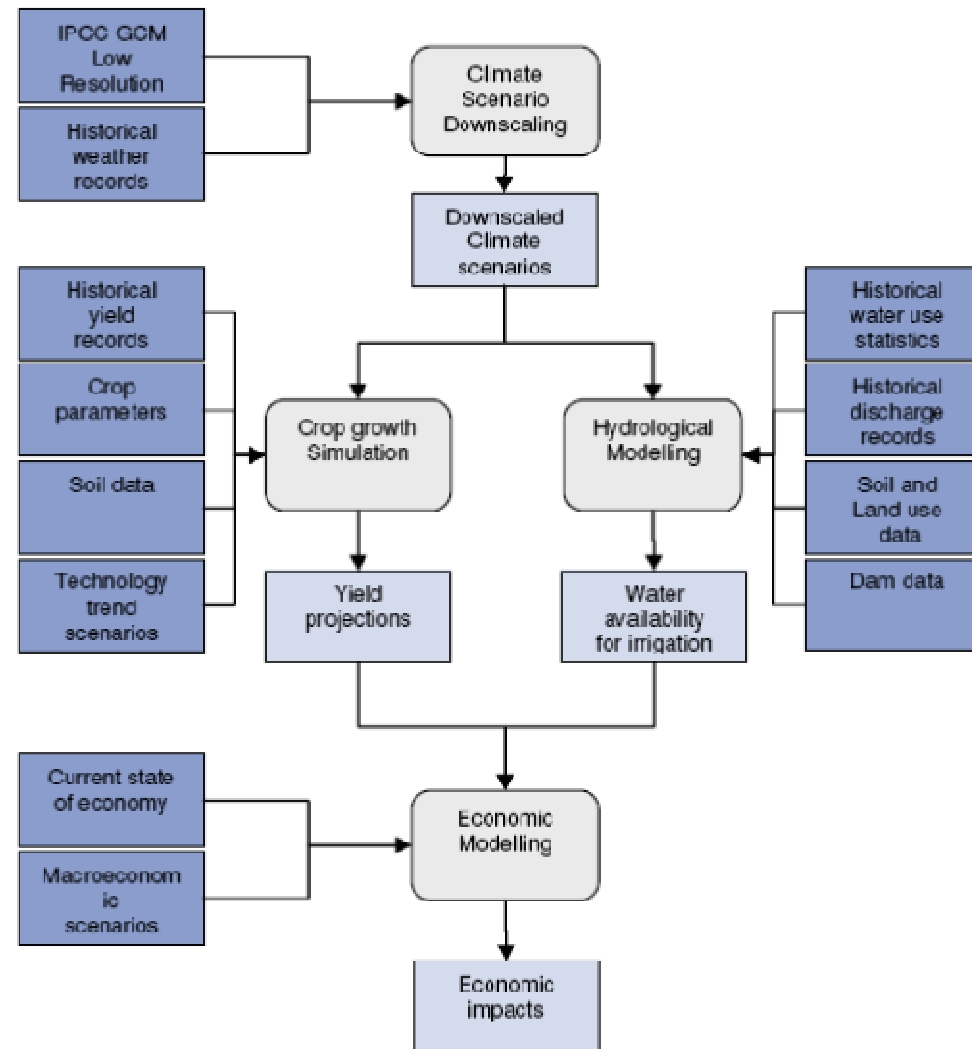 IPCC GCM
Low
Resolution
Historical
weather
records
Climate
Scenario
Downscaling
Downscaled
Climate
scenarios
Historical
yield
records
Crop
parameters
Soil data
Technology
trend
scenarios
Crop growth
Simulation
Hydrological
Modelling
Historical
water use
statistics
Historical
discharge
records
Soil and
Land use
data
Dam data
Yield
projections
Water
availability
for irrigation
Current state
of economy
Macroeconom
ic
scenarios
Economic
Modelling
Economic
impacts